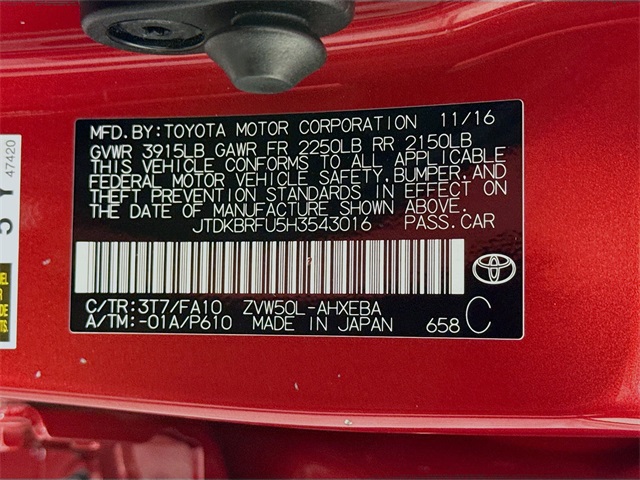 MFD.BY:TOYOTA MOTOR CORPORATION 11/16
GVWR 3915LB GAWR FR 2250LB RR 2150LB
THIS VEHICLE CONFORMS TO ALL APPLICABLE
FEDERAL MOTOR VEHICLE SAFETY,BUMPER,AND
THEFT PREVENTION STANDARDS IN EFFECT ON
THE DATE OF MANUFACTURE SHOWN ABOVE.
JTDKBRFU5H3543016 PASS.CAR
C/TR:3T7/FA10 ZVW50L-AHXEBA
A/TM:-01A/P610 MADE IN JAPAN 658 C
5 Y
47420